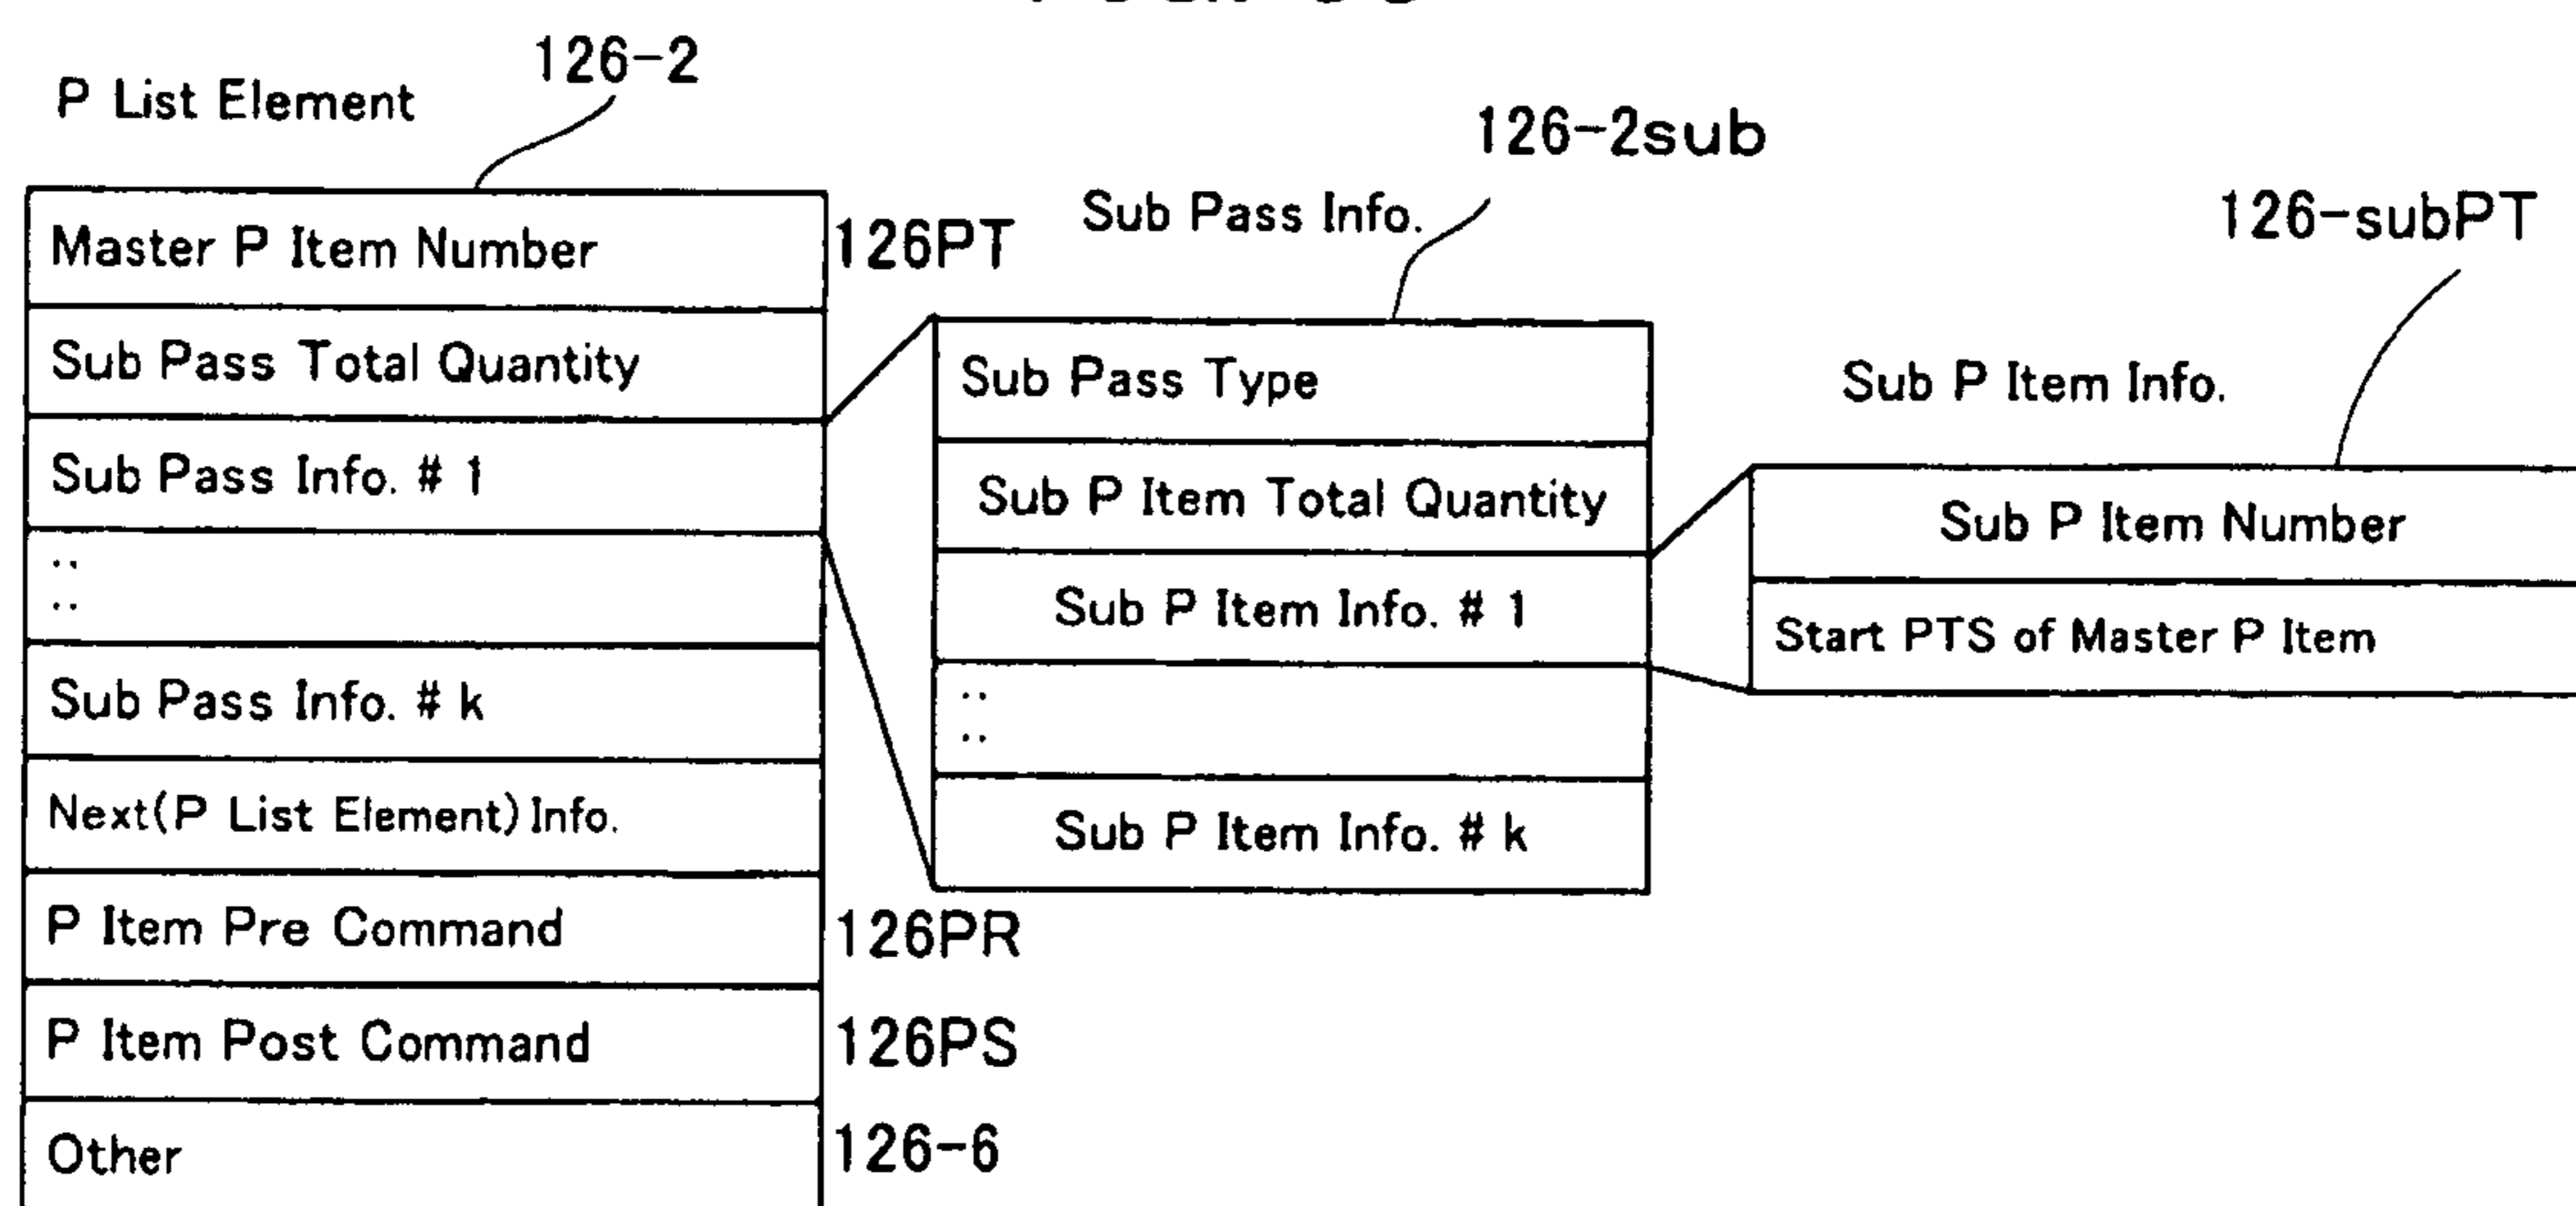 P List Element
126-2
Master P Item Number
126PT
Sub Pass Total Quantity
Sub Pass Info. # 1
..
..
Sub Pass Info. # k
Next(P List Element)Info.
P Item Pre Command
126PR
P Item Post Command
126PS
Other
126-6
Sub Pass Info.
126-2sub
Sub Pass Type
Sub P Item Total Quantity
Sub P Item Info. # 1
..
..
Sub P Item Info. # k
Sub P Item Info.
126-subPT
Sub P Item Number
Start PTS of Master P Item